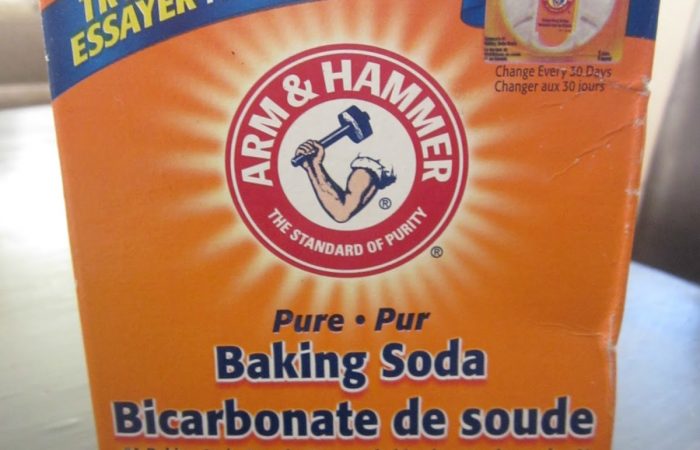 TR
ESSAYER
Change Every 30 Days
Changer aux 30 jours
ARM & HAMMER
®
THE STANDARD OF PURITY
®
Pure • Pur
Baking Soda
Bicarbonate de soude